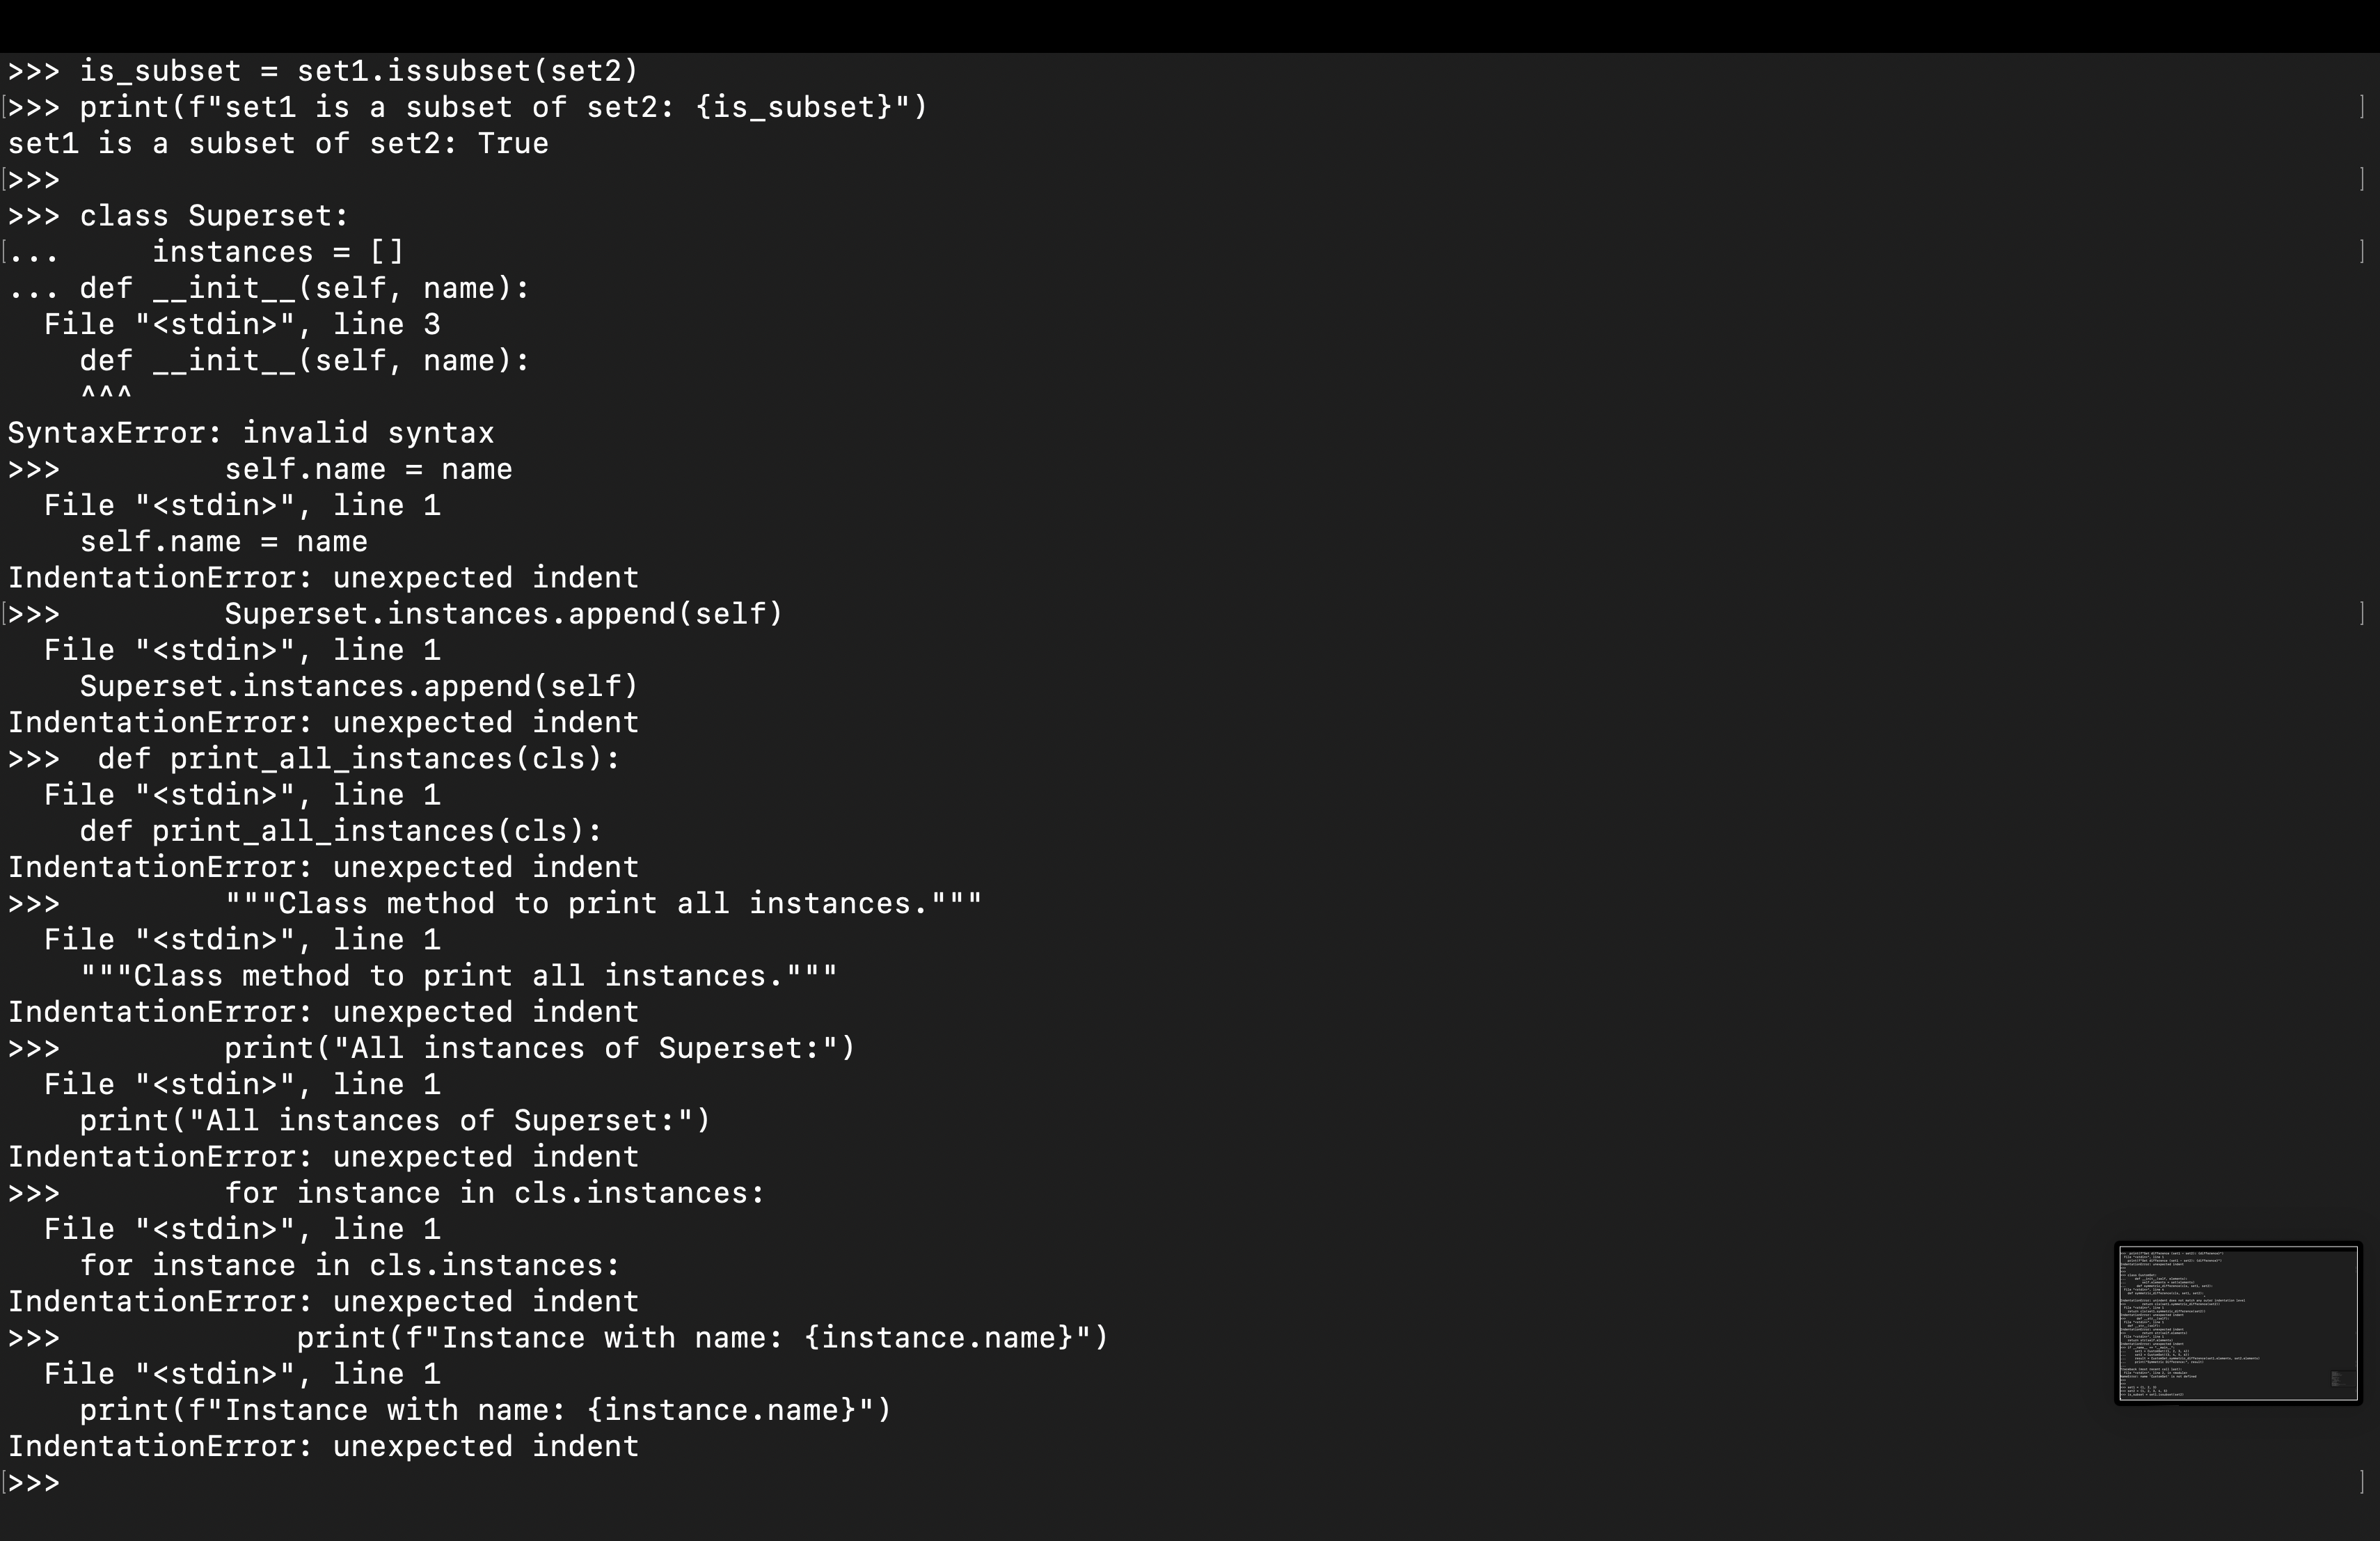 >>> is_subset = set1.issubset(set2)
[>>> print(f"set1 is a subset of set2: {is_subset}")                ]
set1 is a subset of set2: True
[>>>                ]
>>> class Superset:
[...     instances = []                ]
... def __init__(self, name):
  File "<stdin>", line 3
    def __init__(self, name):
    ^^^
SyntaxError: invalid syntax
>>>         self.name = name
  File "<stdin>", line 1
    self.name = name
IndentationError: unexpected indent
[>>>         Superset.instances.append(self)                ]
  File "<stdin>", line 1
    Superset.instances.append(self)
IndentationError: unexpected indent
>>>  def print_all_instances(cls):
  File "<stdin>", line 1
    def print_all_instances(cls):
IndentationError: unexpected indent
>>>         """Class method to print all instances."""
  File "<stdin>", line 1
    """Class method to print all instances."""
IndentationError: unexpected indent
>>>         print("All instances of Superset:")
  File "<stdin>", line 1
    print("All instances of Superset:")
IndentationError: unexpected indent
>>>         for instance in cls.instances:
  File "<stdin>", line 1
    for instance in cls.instances:
IndentationError: unexpected indent
>>>             print(f"Instance with name: {instance.name}")
  File "<stdin>", line 1
    print(f"Instance with name: {instance.name}")
IndentationError: unexpected indent
[>>>                ]